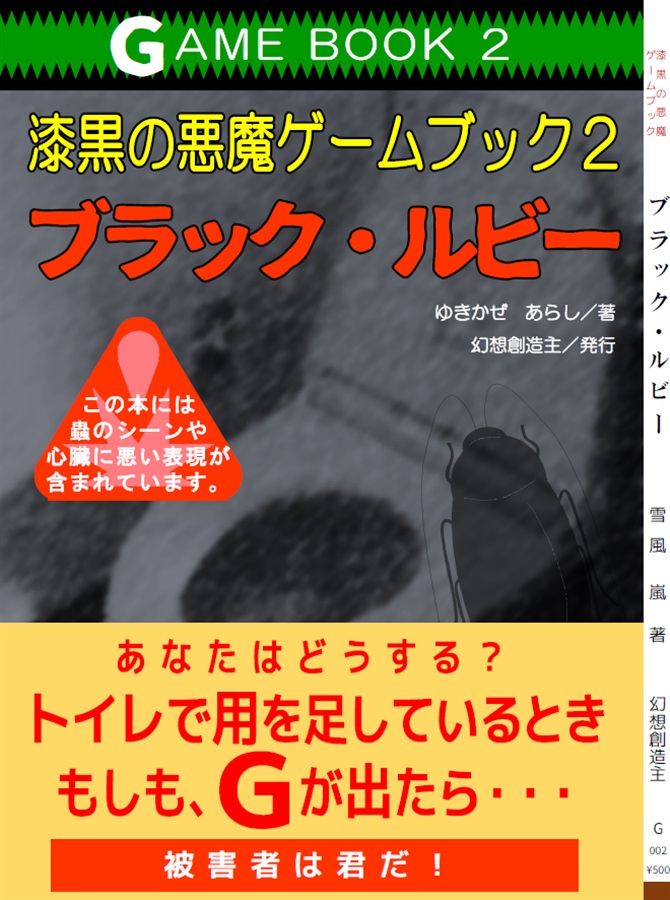 GAME BOOK 2
漆黒の悪魔ゲームブック2
ブラック・ルビー
ゆきかぜ　あらし／著
幻想創造主／発行
この本には
蟲のシーンや
心臓に悪い表現が
含まれています。
あなたはどうする？
トイレで用を足しているとき
もしも、Gが出たら・・・
被害者は君だ！
漆黒の悪魔
ゲームブック
ブラック・ルビー
雪風　嵐　著
幻想創造主
G
002
¥500